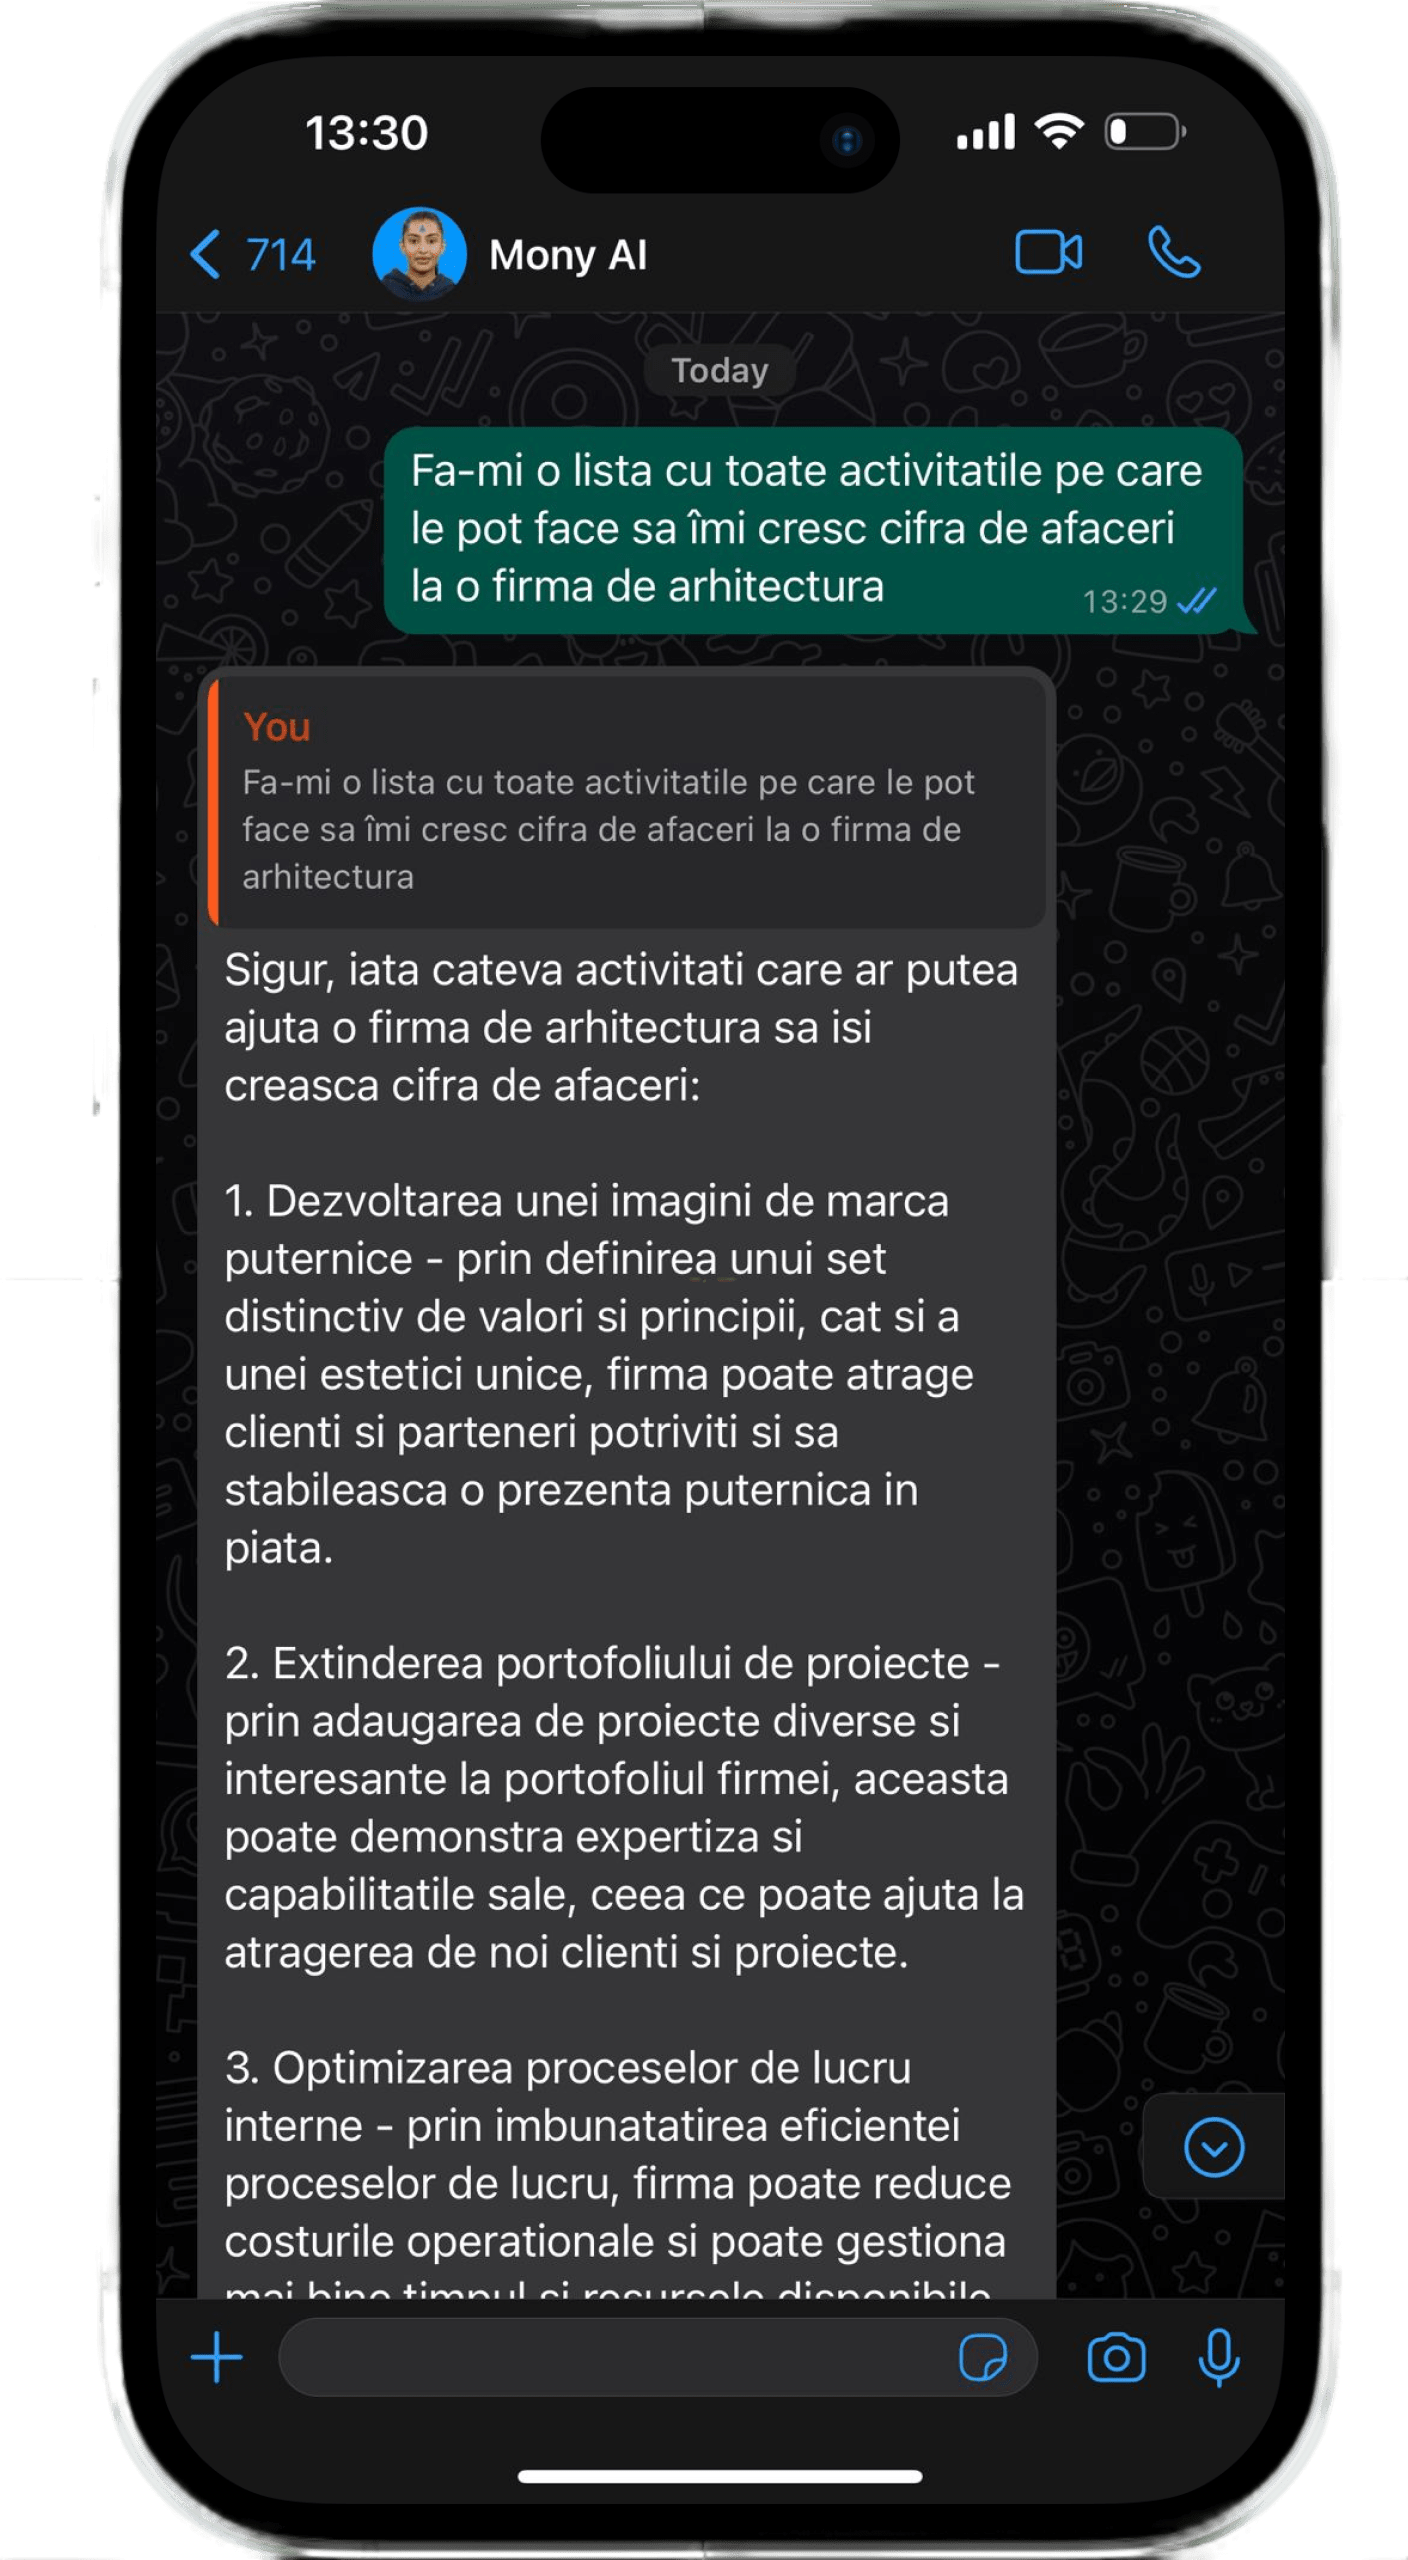 13:30
714
Mony AI
Today
Fa-mi o lista cu toate activitatile pe care
le pot face sa îmi cresc cifra de afaceri
la o firma de arhitectura
13:29
You
Fa-mi o lista cu toate activitatile pe care le pot
face sa îmi cresc cifra de afaceri la o firma de
arhitectura
Sigur, iata cateva activitati care ar putea
ajuta o firma de arhitectura sa isi
creasca cifra de afaceri:
1. Dezvoltarea unei imagini de marca
puternice - prin definirea unui set
distinctiv de valori si principii, cat si a
unei estetici unice, firma poate atrage
clienti si parteneri potriviti si sa
stabileasca o prezenta puternica in
piata.
2. Extinderea portofoliului de proiecte -
prin adaugarea de proiecte diverse si
interesante la portofoliul firmei, aceasta
poate demonstra expertiza si
capabilitatile sale, ceea ce poate ajuta la
atragerea de noi clienti si proiecte.
3. Optimizarea proceselor de lucru
interne - prin imbunatatirea eficientei
proceselor de lucru, firma poate reduce
costurile operationale si poate gestiona
mai bine timpul si resursele disponibile